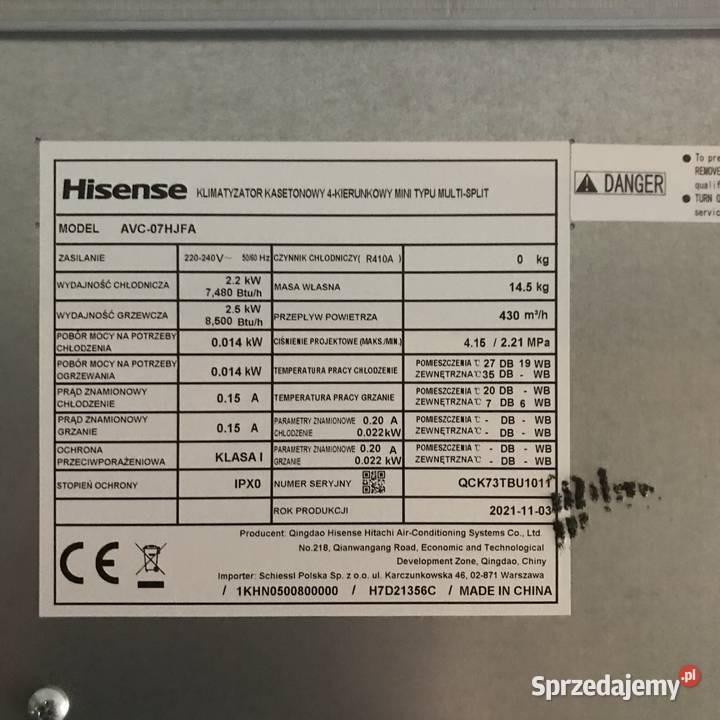 Hisense KLIMATYZATOR KASETONOWY 4-KIERUNKOWY MINI TYPU MULTI-SPLIT
MODEL AVC-07HJFA
ZASILANIE 220-240V~ 50/60 Hz CZYNNIK CHŁODNICZY( R410A ) 0 kg
WYDAJNOŚĆ CHŁODNICZA 2.2 kW 7,480 Btu/h MASA WŁASNA 14.5 kg
WYDAJNOŚĆ GRZEWCZA 2.5 kW 8,500 Btu/h PRZEPŁYW POWIETRZA 430 m³/h
POBÓR MOCY NA POTRZEBY CHŁODZENIA 0.014 kW CIŚNIENIE PROJEKTOWE (MAKS./MIN.) 4.15 / 2.21 MPa
POBÓR MOCY NA POTRZEBY OGRZEWANIA 0.014 kW TEMPERATURA PRACY CHŁODZENIE POMIESZCZENIA ℃ 27 DB 19 WB
ZEWNĘTRZNA℃ 35 DB - WB
PRĄD ZNAMIONOWY CHŁODZENIE 0.15 A TEMPERATURA PRACY GRZANIE POMIESZCZENIA ℃ 20 DB - WB
ZEWNĘTRZNA℃ 7 DB 6 WB
PRĄD ZNAMIONOWY GRZANIE 0.15 A PARAMETRY ZNAMIONOWE CHŁODZENIE 0.20 A 0.022kW POMIESZCZENIA ℃ - DB - WB
ZEWNĘTRZNA℃ - DB - WB
OCHRONA PRZECIWPORAŻENIOWA KLASA I PARAMETRY ZNAMIONOWE GRZANIE 0.20 A 0.022 kW POMIESZCZENIA ℃ - DB - WB
ZEWNĘTRZNA℃ - DB - WB
STOPIEŃ OCHRONY IPX0 NUMER SERYJNY QCK73TBU1011
ROK PRODUKCJI 2021-11-03
Producent: Qingdao Hisense Hitachi Air-Conditioning Systems Co., Ltd.
No.218, Qianwangang Road, Economic and Technological
Development Zone, Qingdao, Chiny
Importer: Schiessl Polska Sp. z o.o. ul. Karczunkowska 46, 02-871 Warszawa
CE
/ 1KHN0500800000 / H7D21356C / MADE IN CHINA
DANGER
● To pre
REMOVE
qualif
● TURN O
servic
Sprzedajemy.pl